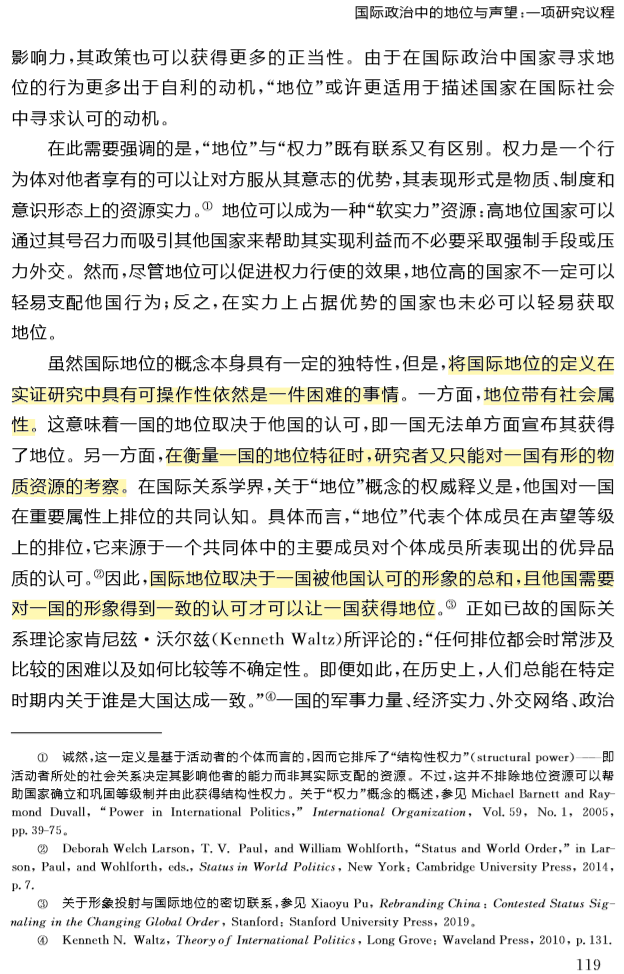 国际政治中的地位与声望:一项研究议程
影响力,其政策也可以获得更多的正当性。由于在国际政治中国家寻求地
位的行为更多出于自利的动机,“地位”或许更适用于描述国家在国际社会
中寻求认可的动机。
在此需要强调的是,“地位”与“权力”既有联系又有区别。权力是一个行
为体对他者享有的可以让对方服从其意志的优势,其表现形式是物质、制度和
意识形态上的资源实力。① 地位可以成为一种“软实力”资源:高地位国家可以
通过其号召力而吸引其他国家来帮助其实现利益而不必要采取强制手段或压
力外交。然而,尽管地位可以促进权力行使的效果,地位高的国家不一定可以
轻易支配他国行为;反之,在实力上占据优势的国家也未必可以轻易获取
地位。
虽然国际地位的概念本身具有一定的独特性,但是,将国际地位的定义在
实证研究中具有可操作性依然是一件困难的事情。一方面,地位带有社会属
性。这意味着一国的地位取决于他国的认可,即一国无法单方面宣布其获得
了地位。另一方面,在衡量一国的地位特征时,研究者又只能对一国有形的物
质资源的考察。在国际关系学界,关于“地位”概念的权威释义是,他国对一国
在重要属性上排位的共同认知。具体而言,“地位”代表个体成员在声望等级
上的排位,它来源于一个共同体中的主要成员对个体成员所表现出的优异品
质的认可。②因此,国际地位取决于一国被他国认可的形象的总和,且他国需要
对一国的形象得到一致的认可才可以让一国获得地位。③ 正如已故的国际关
系理论家肯尼兹·沃尔兹(Kenneth Waltz)所评论的:“任何排位都会时常涉及
比较的困难以及如何比较等不确定性。即便如此,在历史上,人们总能在特定
时期内关于谁是大国达成一致。”④一国的军事力量、经济实力、外交网络、政治
① 诚然,这一定义是基于活动者的个体而言的,因而它排斥了“结构性权力”(structural power)——即
活动者所处的社会关系决定其影响他者的能力而非其实际支配的资源。不过,这并不排除地位资源可以帮
助国家确立和巩固等级制并由此获得结构性权力。关于“权力”概念的概述,参见 Michael Barnett and Ray-
mond Duvall, “Power in International Politics,” International Organization, Vol. 59, No. 1, 2005,
pp. 39-75。
② Deborah Welch Larson, T. V. Paul, and William Wohlforth, “Status and World Order,” in Lar-
son, Paul, and Wohlforth, eds., Status in World Politics, New York: Cambridge University Press, 2014,
p. 7.
③ 关于形象投射与国际地位的密切联系,参见 Xiaoyu Pu, Rebranding China: Contested Status Sig-
naling in the Changing Global Order, Stanford: Stanford University Press, 2019。
④ Kenneth N. Waltz, Theory of International Politics, Long Grove: Waveland Press, 2010, p. 131.
119